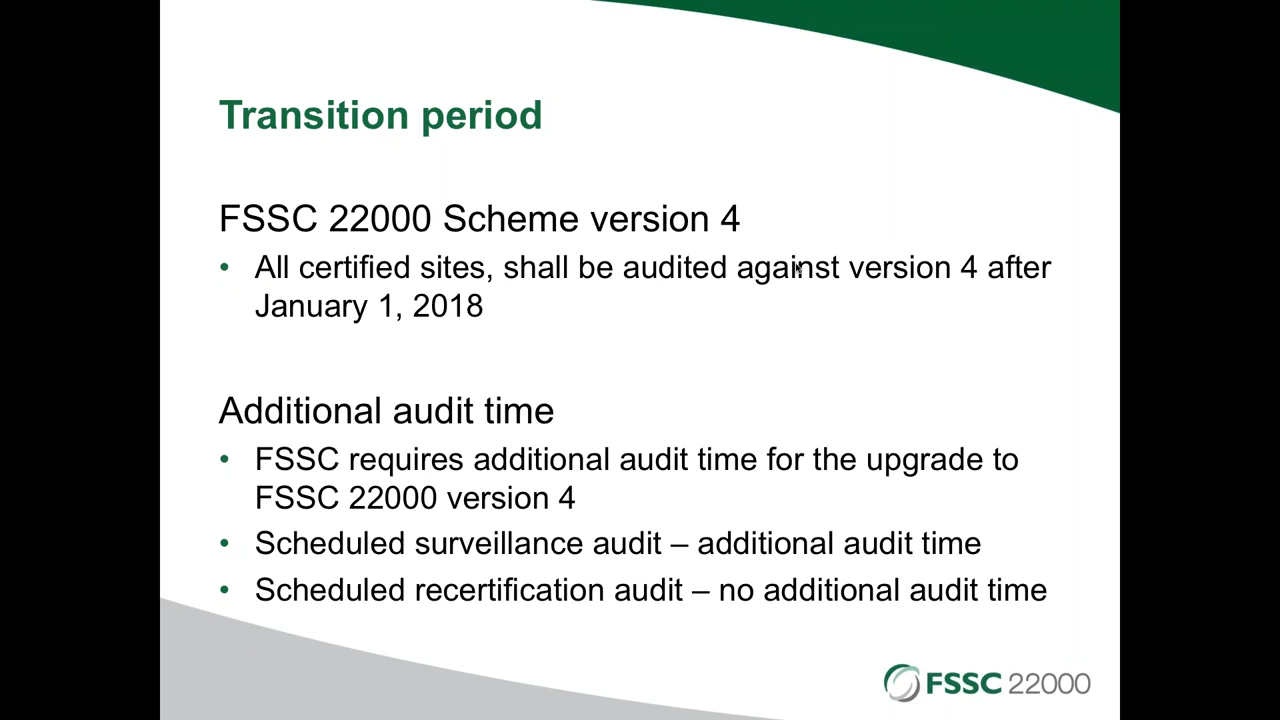 Transition period
FSSC 22000 Scheme version 4
• All certified sites, shall be audited against version 4 after
January 1, 2018
Additional audit time
• FSSC requires additional audit time for the upgrade to
FSSC 22000 version 4
• Scheduled surveillance audit – additional audit time
• Scheduled recertification audit – no additional audit time
FSSC 22000